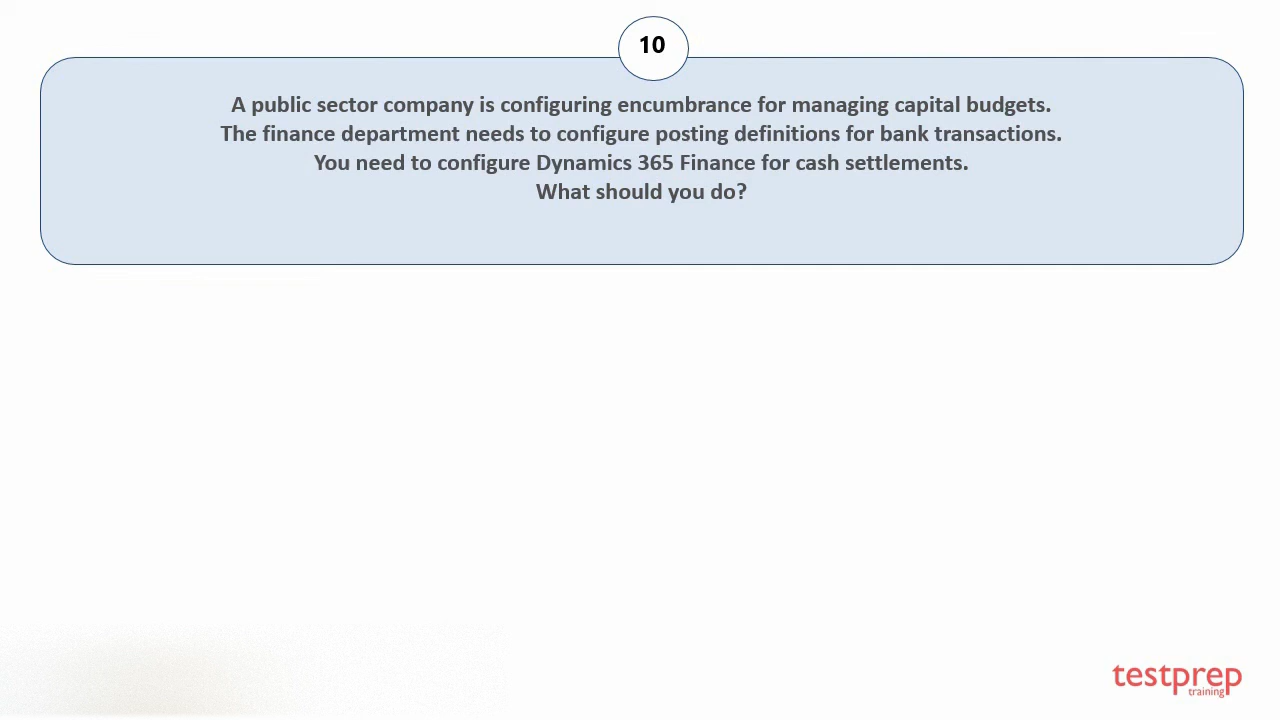 10
A public sector company is configuring encumbrance for managing capital budgets.
The finance department needs to configure posting definitions for bank transactions.
You need to configure Dynamics 365 Finance for cash settlements.
What should you do?
testprep
training